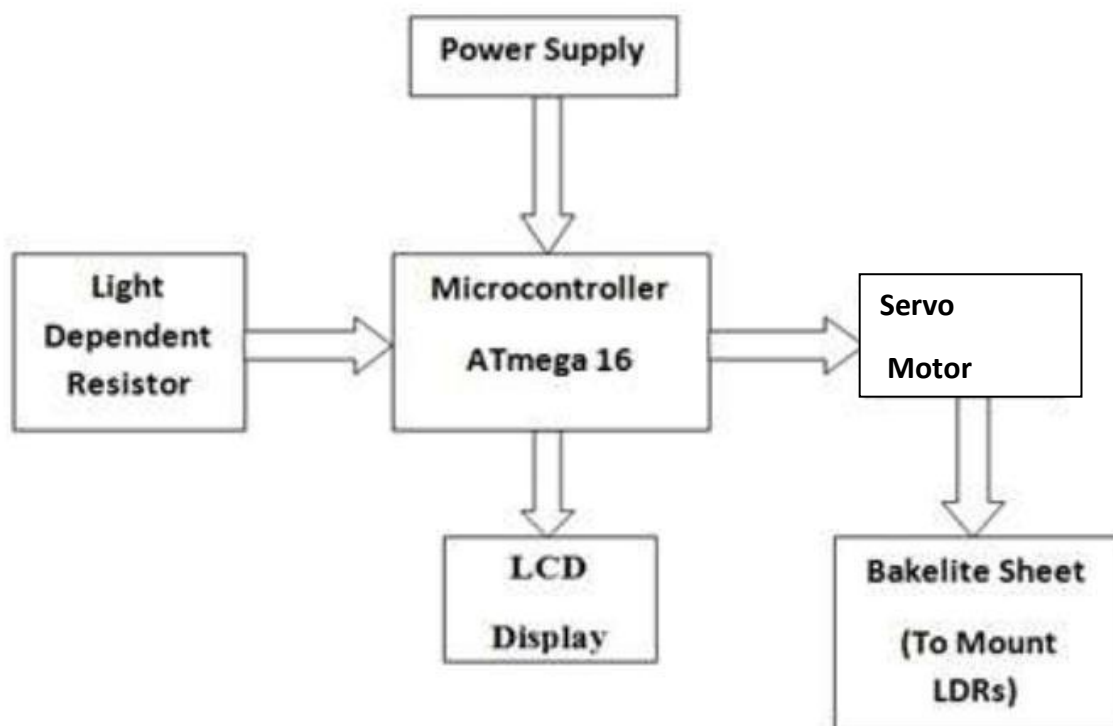 Power Supply
Light
Dependent
Resistor
Microcontroller
ATmega 16
Servo
Motor
LCD
Display
Bakelite Sheet
(To Mount
LDRs)